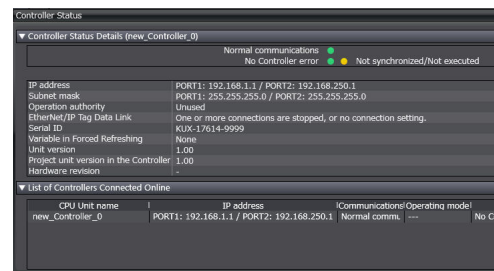 Controller Status
▼ Controller Status Details (new_Controller_0)
Normal communications
No Controller error Not synchronized/Not executed
IP address PORT1: 192.168.1.1 / PORT2: 192.168.250.1
Subnet mask PORT1: 255.255.255.0 / PORT2: 255.255.255.0
Operation authority Unused
EtherNet/IP Tag Data Link One or more connections are stopped, or no connection setting.
Serial ID KUX-17614-9999
Variable in Forced Refreshing None
Unit version 1.00
Project unit version in the Controller 1.00
Hardware revision -
▼ List of Controllers Connected Online
CPU Unit name IP address Communications Operating mode
new_Controller_0 PORT1: 192.168.1.1 / PORT2: 192.168.250.1 Normal commu. --- No C